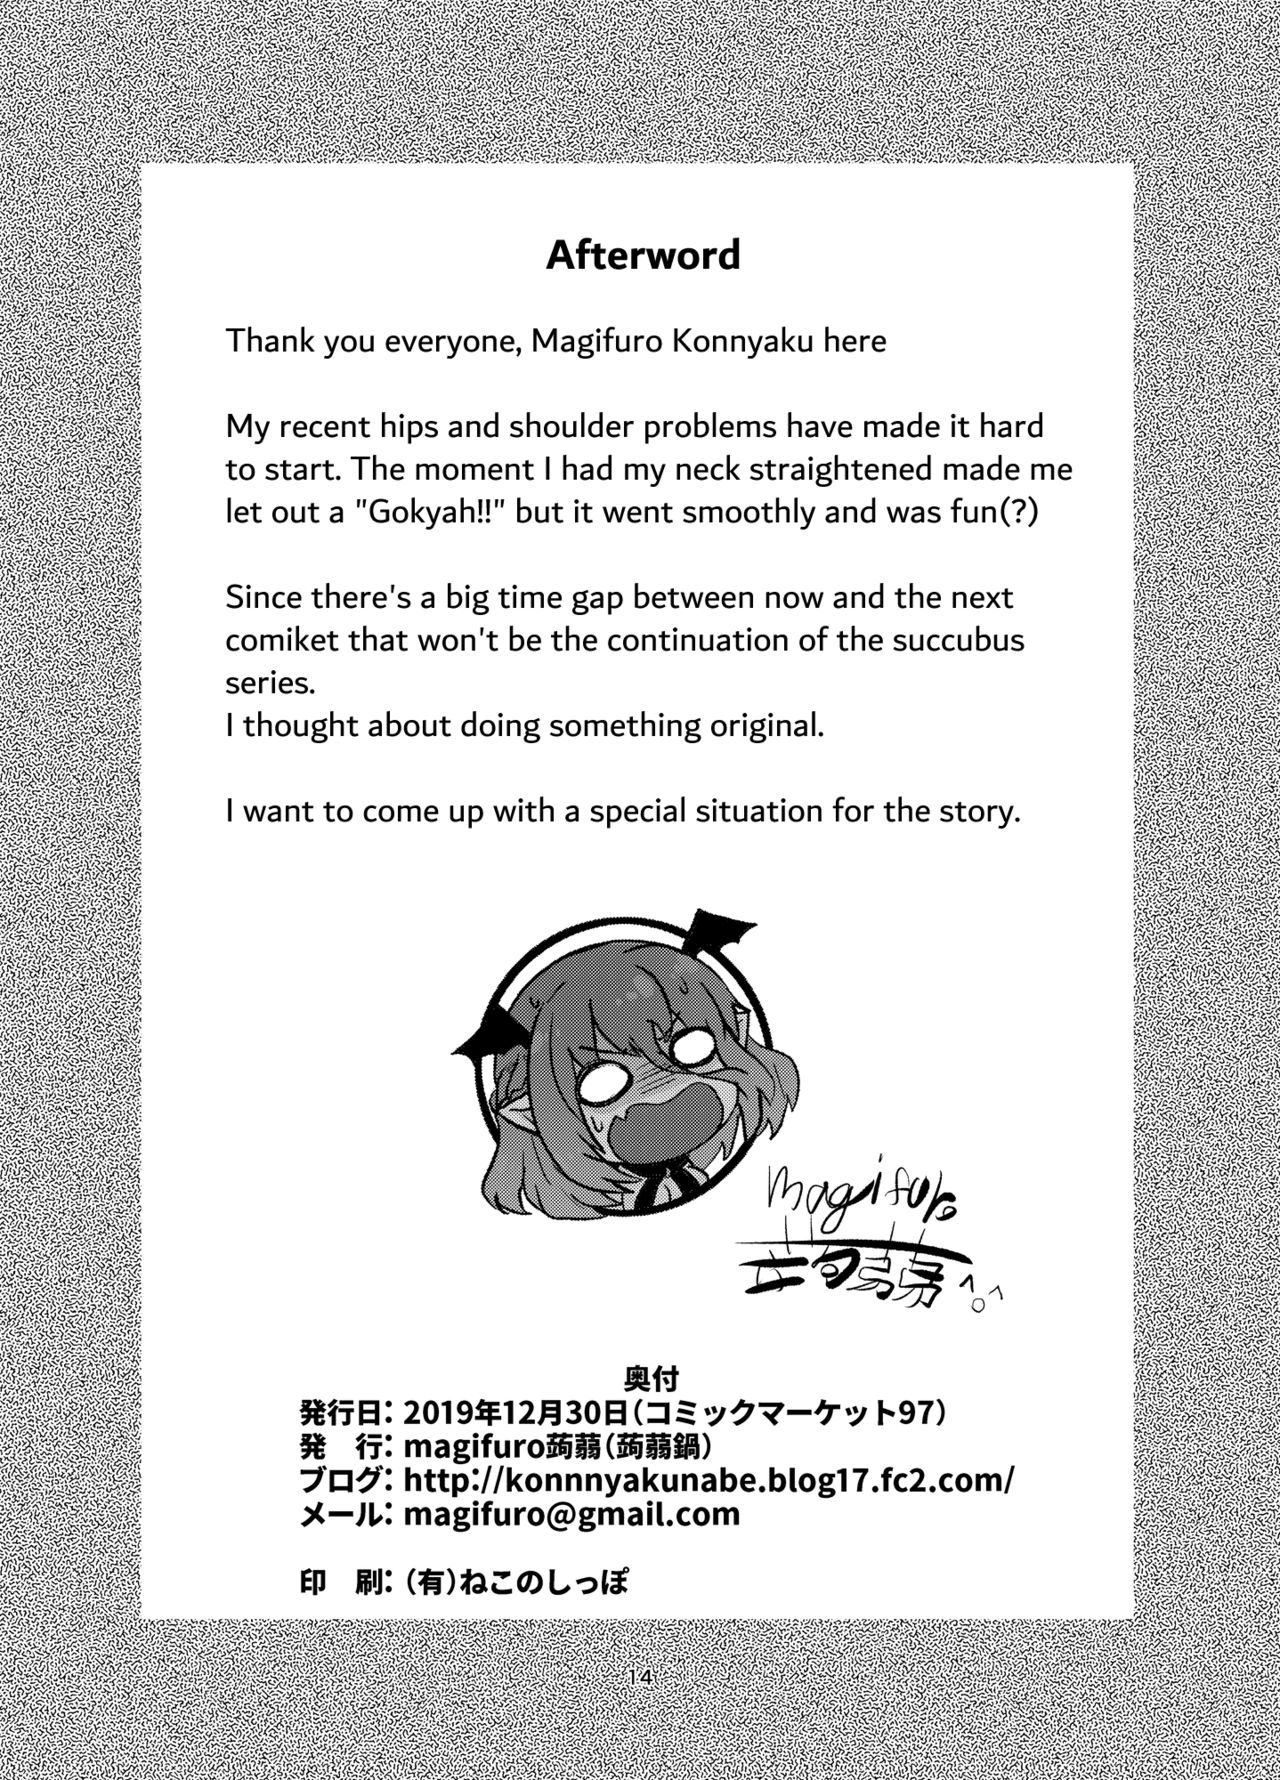 Afterword
Thank you everyone, Magifuro Konnyaku here
My recent hips and shoulder problems have made it hard
to start. The moment I had my neck straightened made me
let out a "Gokyah!!" but it went smoothly and was fun(?)
Since there's a big time gap between now and the next
comiket that won't be the continuation of the succubus
series.
I thought about doing something original.
I want to come up with a special situation for the story.
magifuro
奥付
発行日：2019年12月30日（コミックマーケット97）
発　行：magifuro蒟蒻（蒟蒻鍋）
ブログ：http://konnnyakunabe.blog17.fc2.com/
メール：magifuro@gmail.com
印　刷：（有）ねこのしっぽ
14